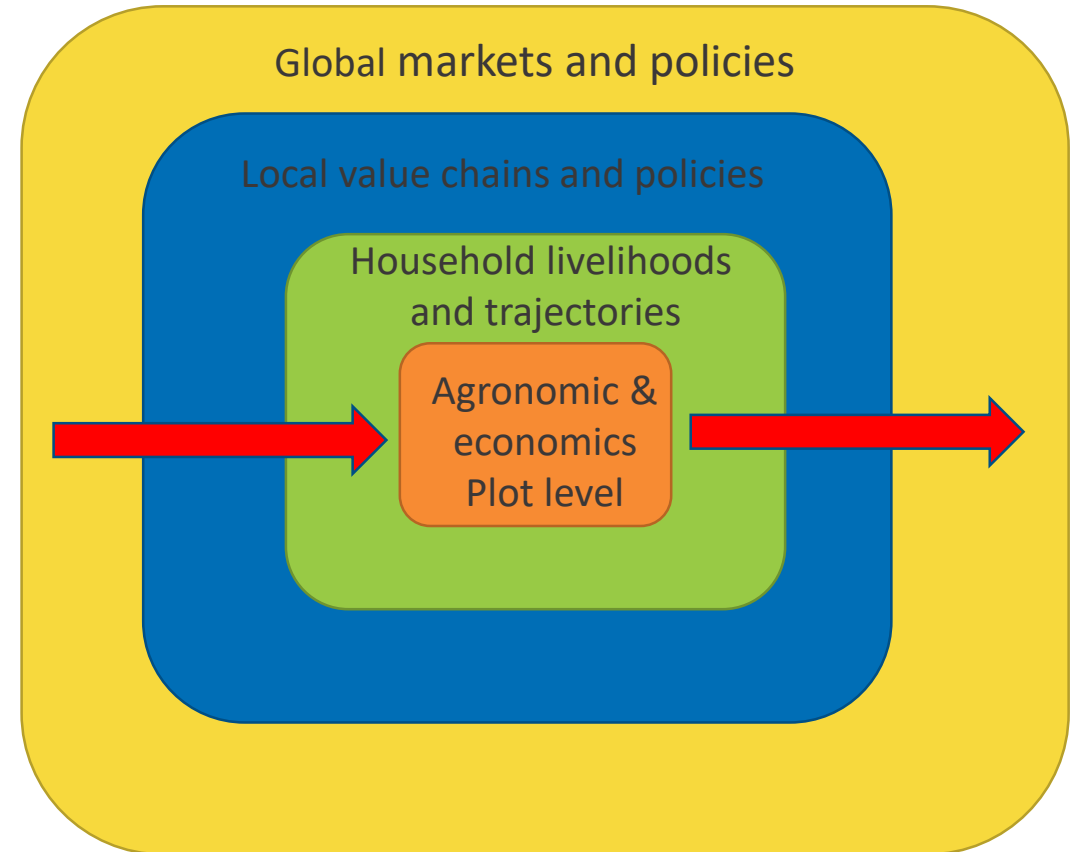 Global markets and policies
Local value chains and policies
Household livelihoods
and trajectories
Agronomic &
economics
Plot level